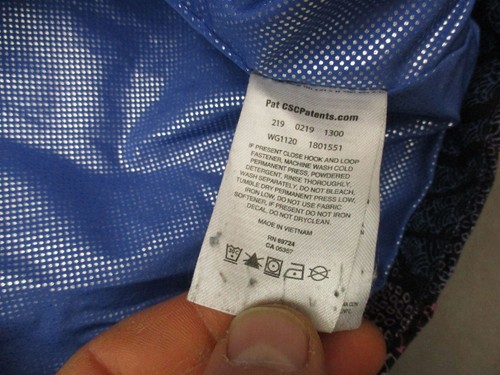 Pat CSCPatents.com
219 0219 1300
WG1120 1801551
IF PRESENT CLOSE HOOK AND LOOP
FASTENER, MACHINE WASH COLD
PERMANENT PRESS, POWDERED
DETERGENT, RINSE THOROUGHLY,
WASH SEPARATELY, DO NOT BLEACH,
TUMBLE DRY PERMANENT PRESS LOW,
IRON LOW, DO NOT USE FABRIC
SOFTENER, IF PRESENT DO NOT IRON
DECAL, DO NOT DRYCLEAN.
MADE IN VIETNAM
RN 69724
CA 05367